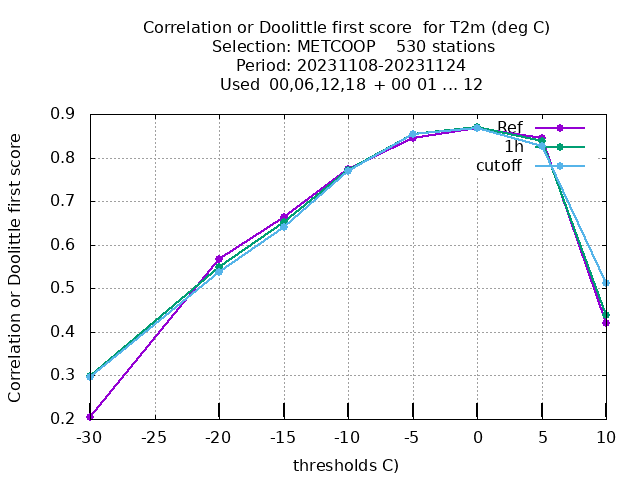 Correlation or Doolittle first score  for T2m (deg C)
Selection: METCOOP    530 stations
Period: 20231108-20231124
Used  00,06,12,18  + 00 01 ... 12
Correlation or Doolittle first score
0.9
0.8
0.7
0.6
0.5
0.4
0.3
0.2
Ref
1h
cutoff
-30 -25 -20 -15 -10 -5 0 5 10
thresholds C)